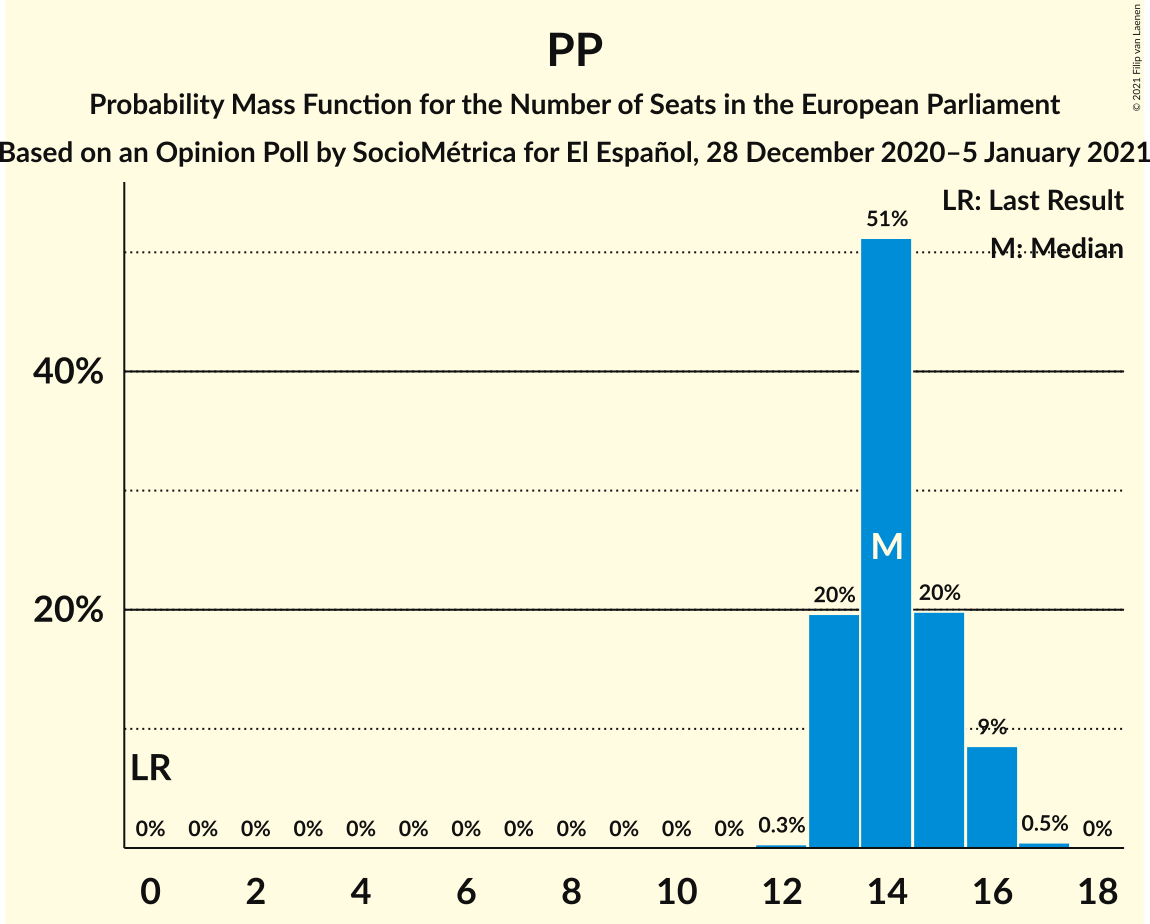 PP
Probability Mass Function for the Number of Seats in the European Parliament
Based on an Opinion Poll by SocioMétrica for El Español, 28 December 2020–5 January 2021
© 2021 Filip van Laenen
LR: Last Result
M: Median
51%
40%
M
20%
20%
20%
9%
LR
0% 0% 0% 0% 0% 0% 0% 0% 0% 0% 0% 0% 0.3% 0.5% 0%
0 2 4 6 8 10 12 14 16 18